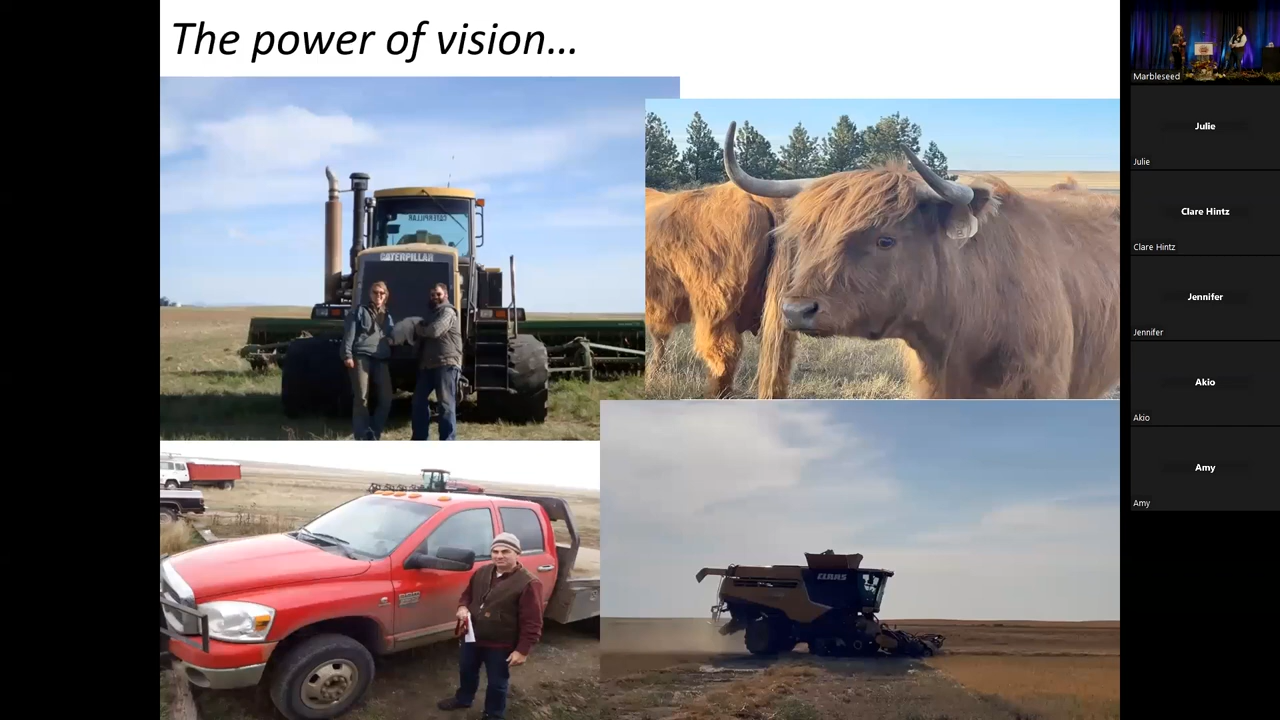 The power of vision...
CATERPILLAR
CATERPILLAR
CLAAS
Marbleseed
Julie
Julie
Clare Hintz
Clare Hintz
Jennifer
Jennifer
Akio
Akio
Amy
Amy